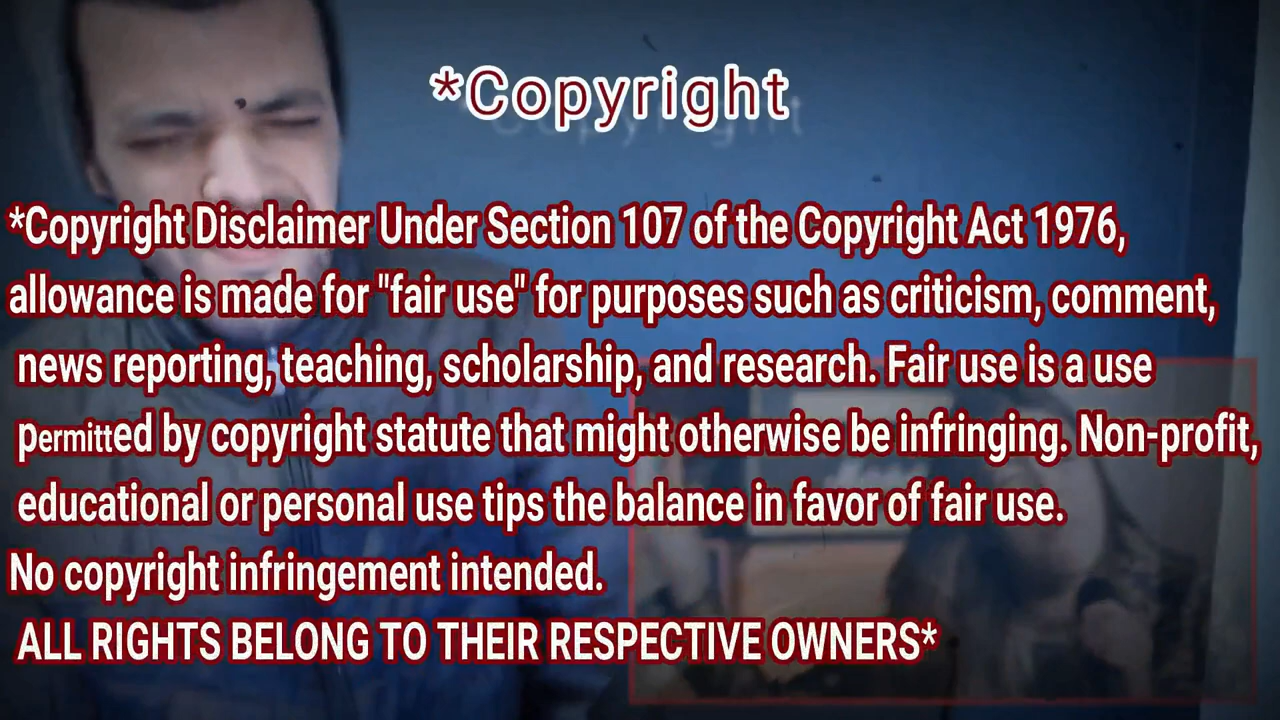 *Copyright
*Copyright Disclaimer Under Section 107 of the Copyright Act 1976,
allowance is made for "fair use" for purposes such as criticism, comment,
news reporting, teaching, scholarship, and research. Fair use is a use
permitted by copyright statute that might otherwise be infringing. Non-profit,
educational or personal use tips the balance in favor of fair use.
No copyright infringement intended.
ALL RIGHTS BELONG TO THEIR RESPECTIVE OWNERS*